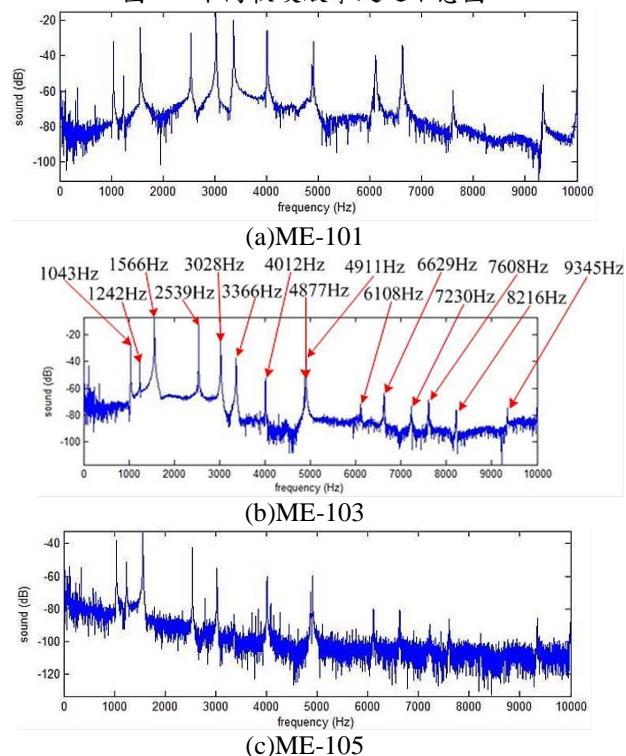 -20
-40
-60
-80
-100
sound (dB)
0 1000 2000 3000 4000 5000 6000 7000 8000 9000 10000
frequency (Hz)
(a)ME-101
1566Hz 3028Hz 4012Hz 4911Hz 6629Hz 7608Hz 9345Hz
1043Hz 1242Hz 2539Hz 3366Hz 4877Hz 6108Hz 7230Hz 8216Hz
-20
-40
-60
-80
-100
sound (dB)
0 1000 2000 3000 4000 5000 6000 7000 8000 9000 10000
frequency (Hz)
(b)ME-103
-40
-60
-80
-100
-120
sound (dB)
0 1000 2000 3000 4000 5000 6000 7000 8000 9000 10000
frequency (Hz)
(c)ME-105